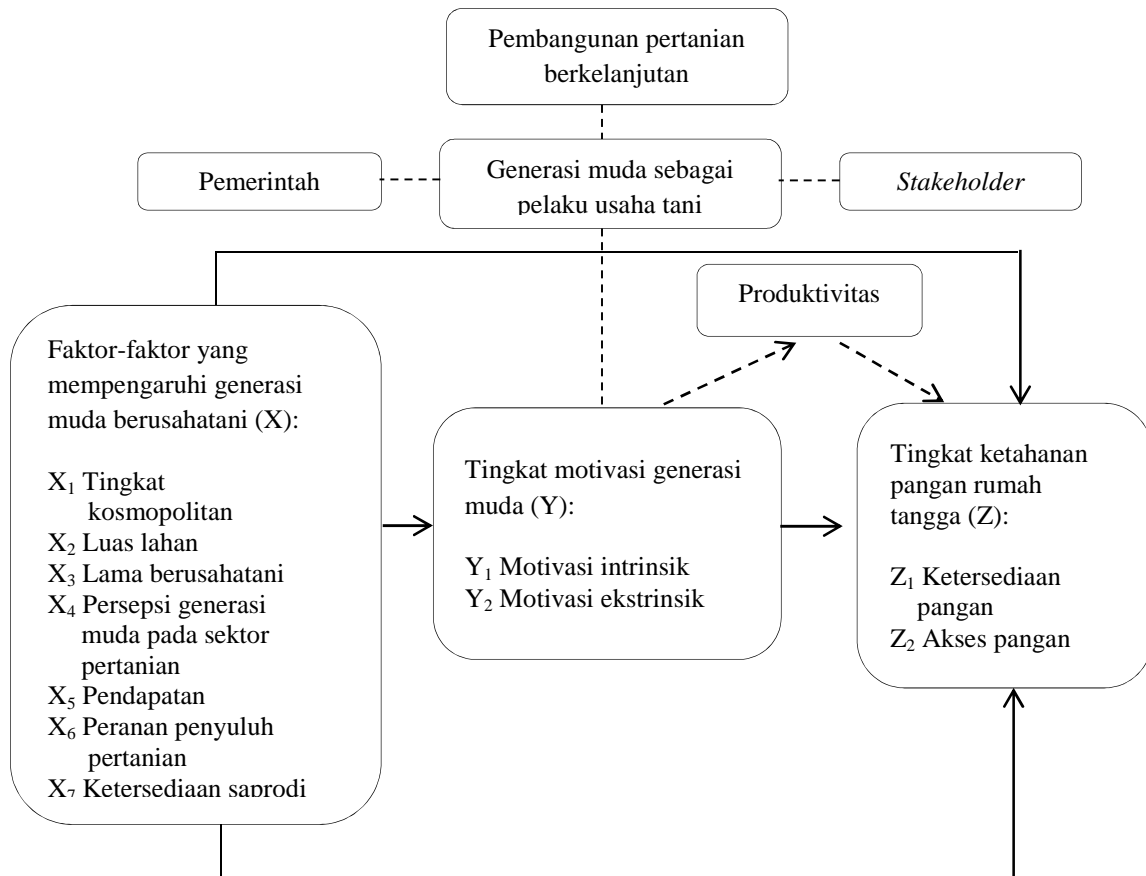 Pembangunan pertanian
berkelanjutan
Pemerintah
Generasi muda sebagai
pelaku usaha tani
Stakeholder
Produktivitas
Faktor-faktor yang
mempengaruhi generasi
muda berusahatani (X):
X₁ Tingkat
kosmopolitan
X₂ Luas lahan
X₃ Lama berusahatani
X₄ Persepsi generasi
muda pada sektor
pertanian
X₅ Pendapatan
X₆ Peranan penyuluh
pertanian
X₇ Ketersediaan saprodi
Tingkat motivasi generasi
muda (Y):
Y₁ Motivasi intrinsik
Y₂ Motivasi ekstrinsik
Tingkat ketahanan
pangan rumah
tangga (Z):
Z₁ Ketersediaan
pangan
Z₂ Akses pangan